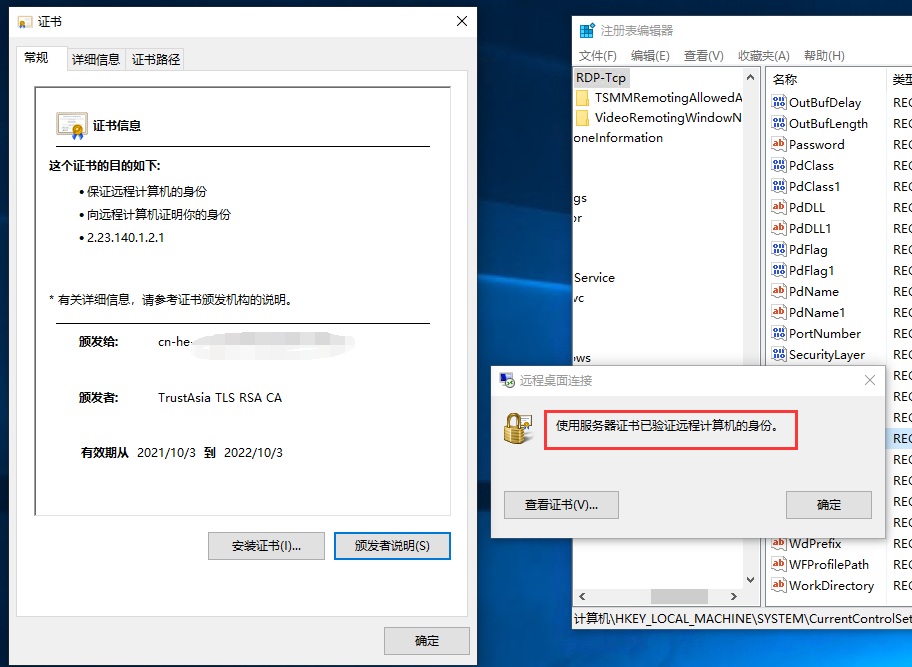 证书
常规
详细信息
证书路径
证书信息
这个证书的目的如下:
• 保证远程计算机的身份
• 向远程计算机证明你的身份
• 2.23.140.1.2.1
* 有关详细信息，请参考证书颁发机构的说明。
颁发给: cn-he-
颁发者: TrustAsia TLS RSA CA
有效期从 2021/10/3 到 2022/10/3
安装证书(I)...
颁发者说明(S)
确定
注册表编辑器
文件(F) 编辑(E) 查看(V) 收藏夹(A) 帮助(H)
RDP-Tcp
TSMMRemotingAllowedA
VideoRemotingWindowN
oneInformation
gs
or
Service
vc
ows
名称 类型
OutBufDelay REG
OutBufLength REG
Password REG
PdClass REG
PdClass1 REG
PdDLL REG
PdDLL1 REG
PdFlag REG
PdFlag1 REG
PdName REG
PdName1 REG
PortNumber REG
SecurityLayer REG
REG
REG
REG
REG
REG
REG
REG
REG
WdPrefix REG
WFProfilePath REG
WorkDirectory REG
计算机\HKEY_LOCAL_MACHINE\SYSTEM\CurrentControlSet
远程桌面连接
使用服务器证书已验证远程计算机的身份。
查看证书(V)...
确定